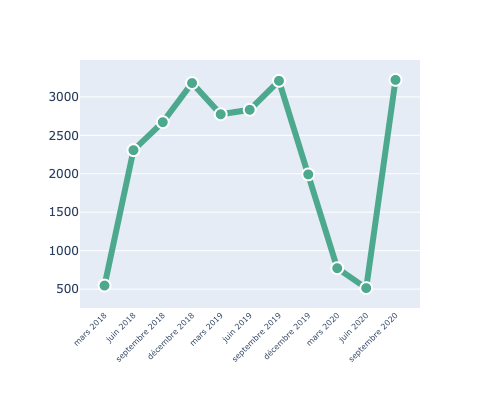 3000
2500
2000
1500
1000
500
mars 2018
juin 2018
septembre 2018
décembre 2018
mars 2019
juin 2019
septembre 2019
décembre 2019
mars 2020
juin 2020
septembre 2020